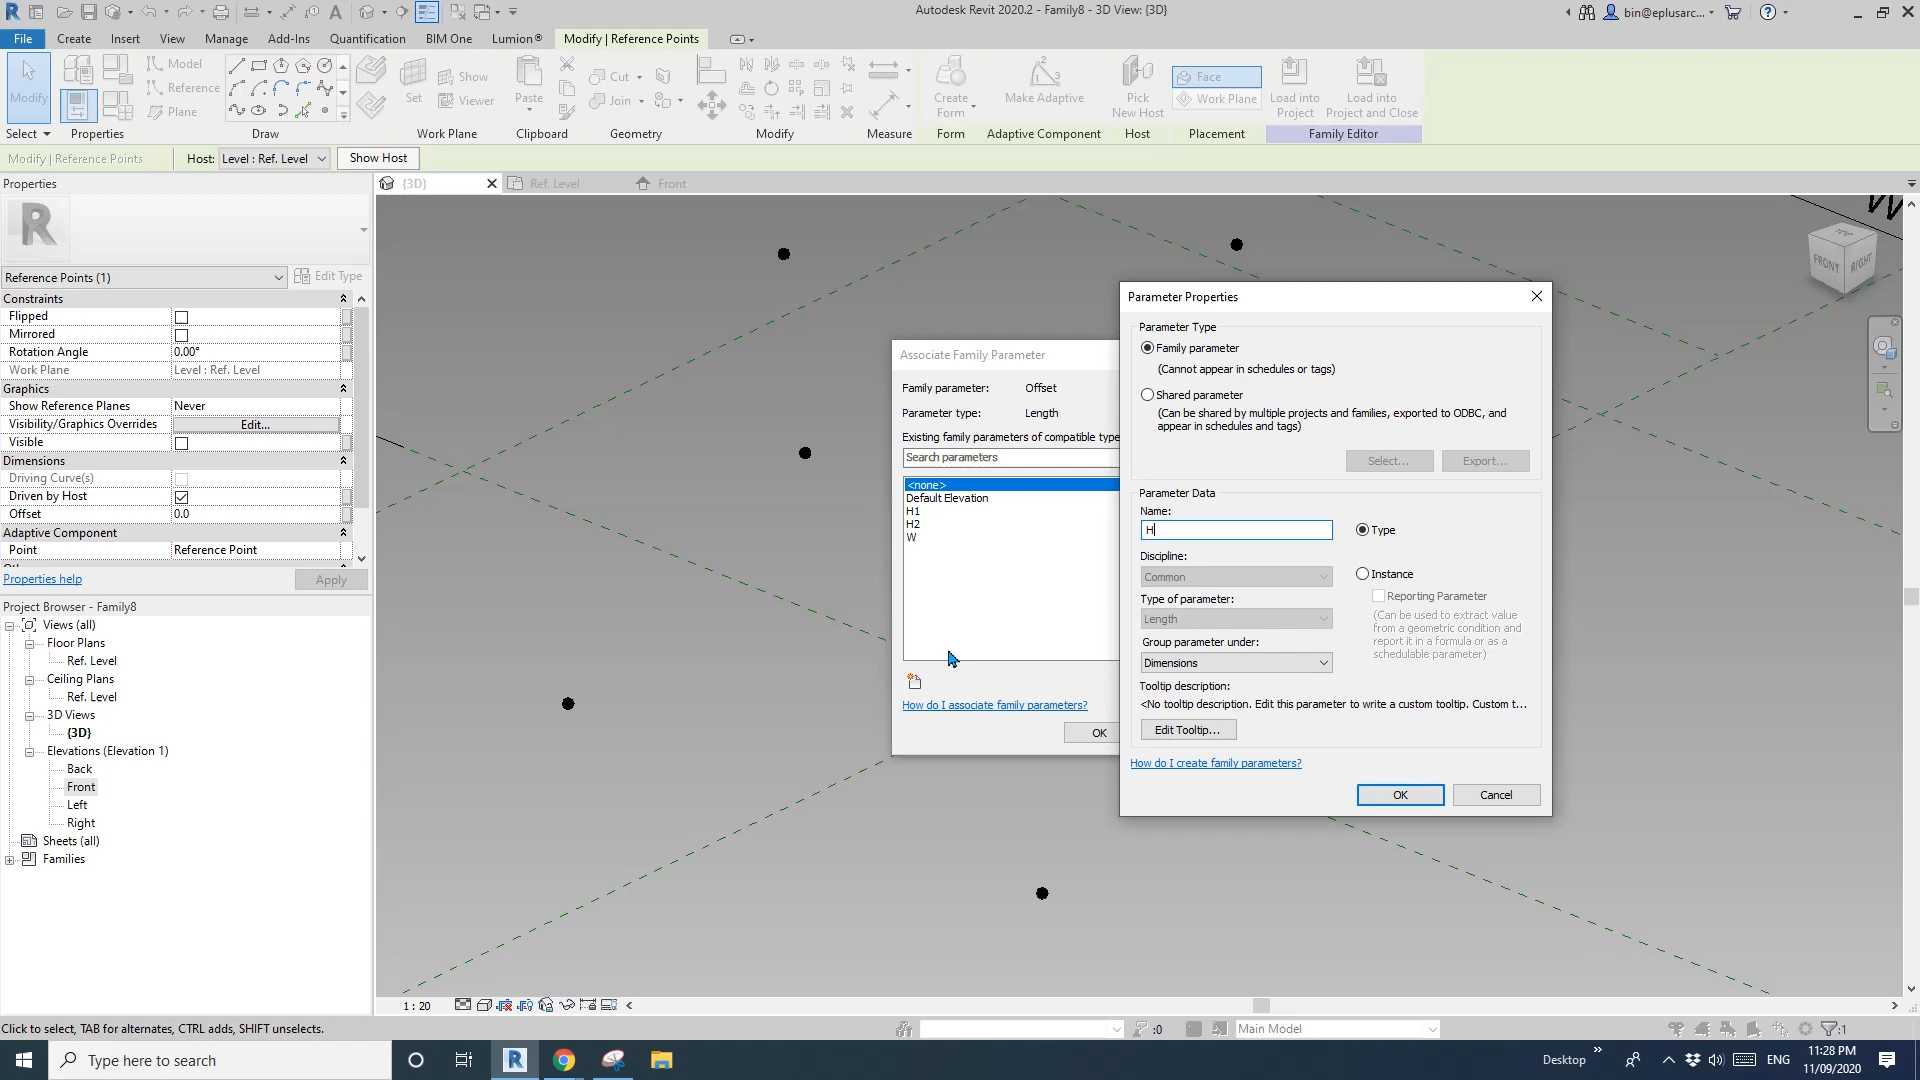 Autodesk Revit 2020.2 - Family8 - 3D View: {3D}
bin@eplusarc...
File Create Insert View Manage Add-Ins Quantification BIM One Lumion® Modify | Reference Points
Modify
Model
Reference
Plane
Set
Show
Viewer
Paste
Cut
Join
Create
Form
Make Adaptive
Pick
New Host
Face
Work Plane
Load into
Project
Load into
Project and Close
Select Properties Draw Work Plane Clipboard Geometry Modify Measure Form Adaptive Component Host Placement Family Editor
Modify | Reference Points Host: Level : Ref. Level Show Host
Properties
{3D} Ref. Level Front
Reference Points (1) Edit Type
Constraints
Flipped
Mirrored
Rotation Angle 0.00°
Work Plane Level : Ref. Level
Graphics
Show Reference Planes Never
Visibility/Graphics Overrides Edit...
Visible
Dimensions
Driving Curve(s)
Driven by Host
Offset 0.0
Adaptive Component
Point Reference Point
Properties help Apply
Project Browser - Family8
Views (all)
Floor Plans
Ref. Level
Ceiling Plans
Ref. Level
3D Views
{3D}
Elevations (Elevation 1)
Back
Front
Left
Right
Sheets (all)
Families
W
TOP
FRONT
RIGHT
Associate Family Parameter
Family parameter: Offset
Parameter type: Length
Existing family parameters of compatible type
Search parameters
<none>
Default Elevation
H1
H2
W
How do I associate family parameters?
OK
Parameter Properties
Parameter Type
Family parameter
(Cannot appear in schedules or tags)
Shared parameter
(Can be shared by multiple projects and families, exported to ODBC, and
appear in schedules and tags)
Select... Export...
Parameter Data
Name:
H
Type
Discipline:
Common
Instance
Type of parameter:
Reporting Parameter
Length
(Can be used to extract value
from a geometric condition and
report it in a formula or as a
schedulable parameter)
Group parameter under:
Dimensions
Tooltip description:
<No tooltip description. Edit this parameter to write a custom tooltip. Custom t...
Edit Tooltip...
How do I create family parameters?
OK Cancel
1 : 20
Click to select, TAB for alternates, CTRL adds, SHIFT unselects.
:0
Main Model
:1
Type here to search
Desktop
ENG
11:28 PM
11/09/2020